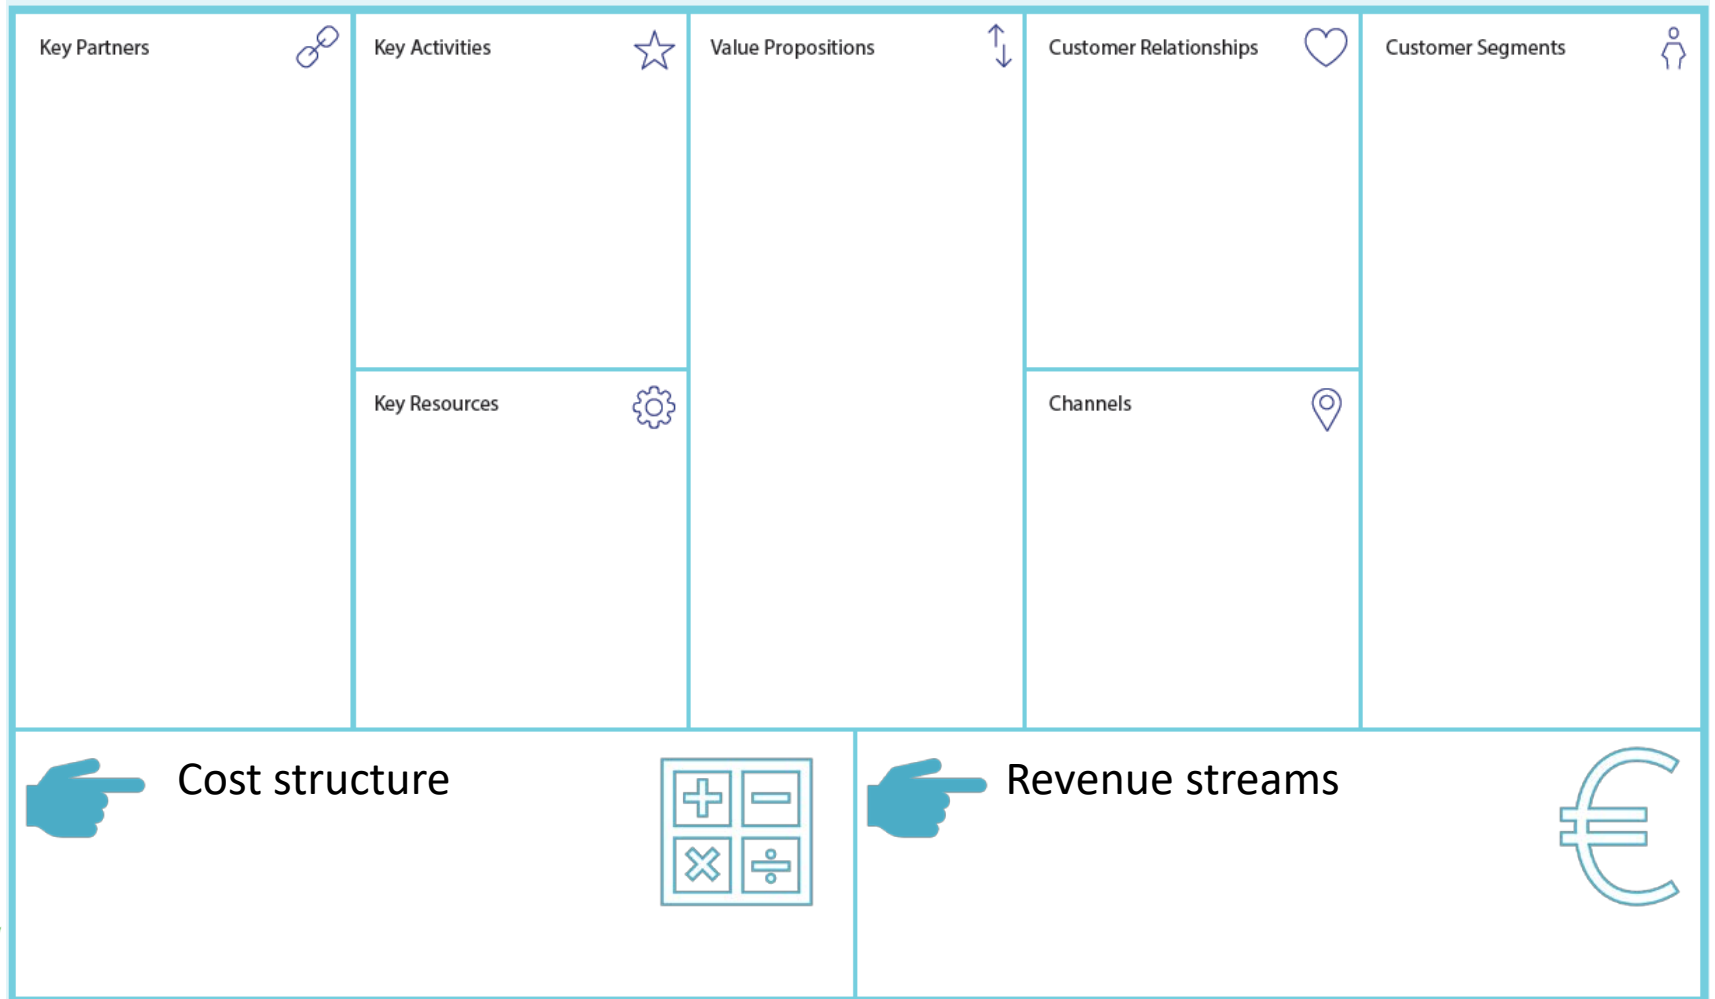 Key Partners
Key Activities
Value Propositions
Customer Relationships
Customer Segments
Key Resources
Channels
Cost structure
Revenue streams